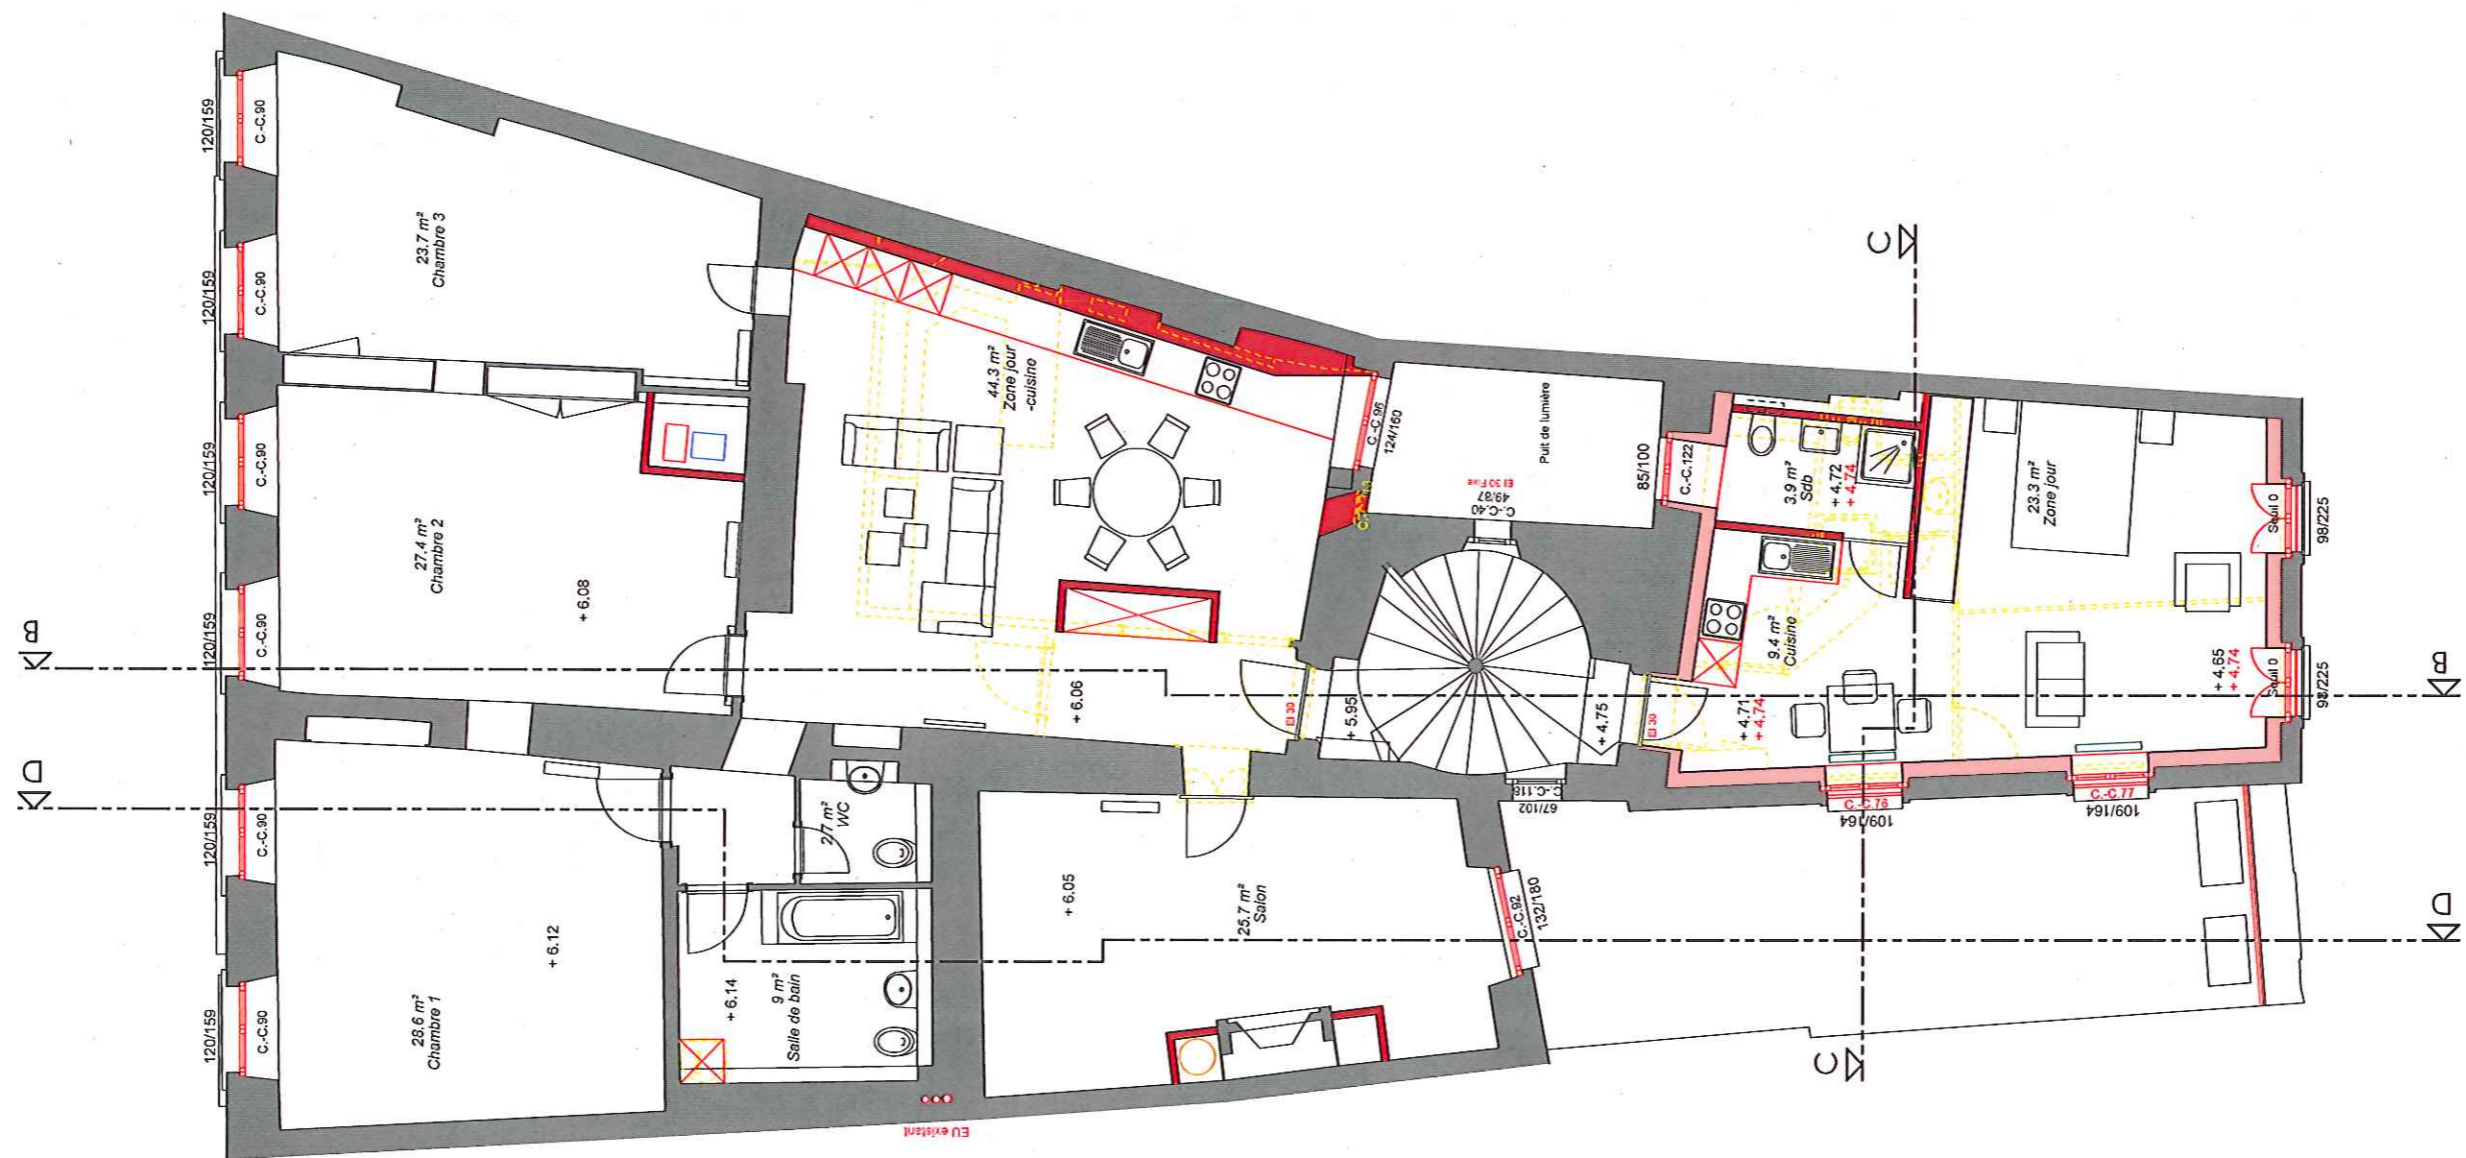 120/159
C.-C.90
120/159
C.-C.90
120/159
C.-C.90
120/159
C.-C.90
120/159
C.-C.90
120/159
C.-C.90
23.7 m²
Chambre 3
27.4 m²
Chambre 2
+ 6.08
28.6 m²
Chambre 1
+ 6.12
44.3 m²
Zone jour
-cuisine
+ 6.06
2.7 m²
WC
9 m²
Salle de bain
+ 6.14
EU existant
+ 6.05
25.7 m²
Salon
C.-C.92
132/180
C.-C.96
124/160
Puit de lumière
EI 30 Fixe
49/87
C.-C.40
EI 30
+ 5.95
+ 4.75
EI 30
C.-C.118
67/102
85/100
C.-C.122
3.9 m²
Sdb
+ 4.72
+ 4.74
9.4 m²
Cuisine
+ 4.71
+ 4.74
23.3 m²
Zone jour
+ 4.65
+ 4.74
Seuil 0
98/225
Seuil 0
98/225
C.-C.76
109/164
C.-C.77
109/164
B
B
D
D
C
C